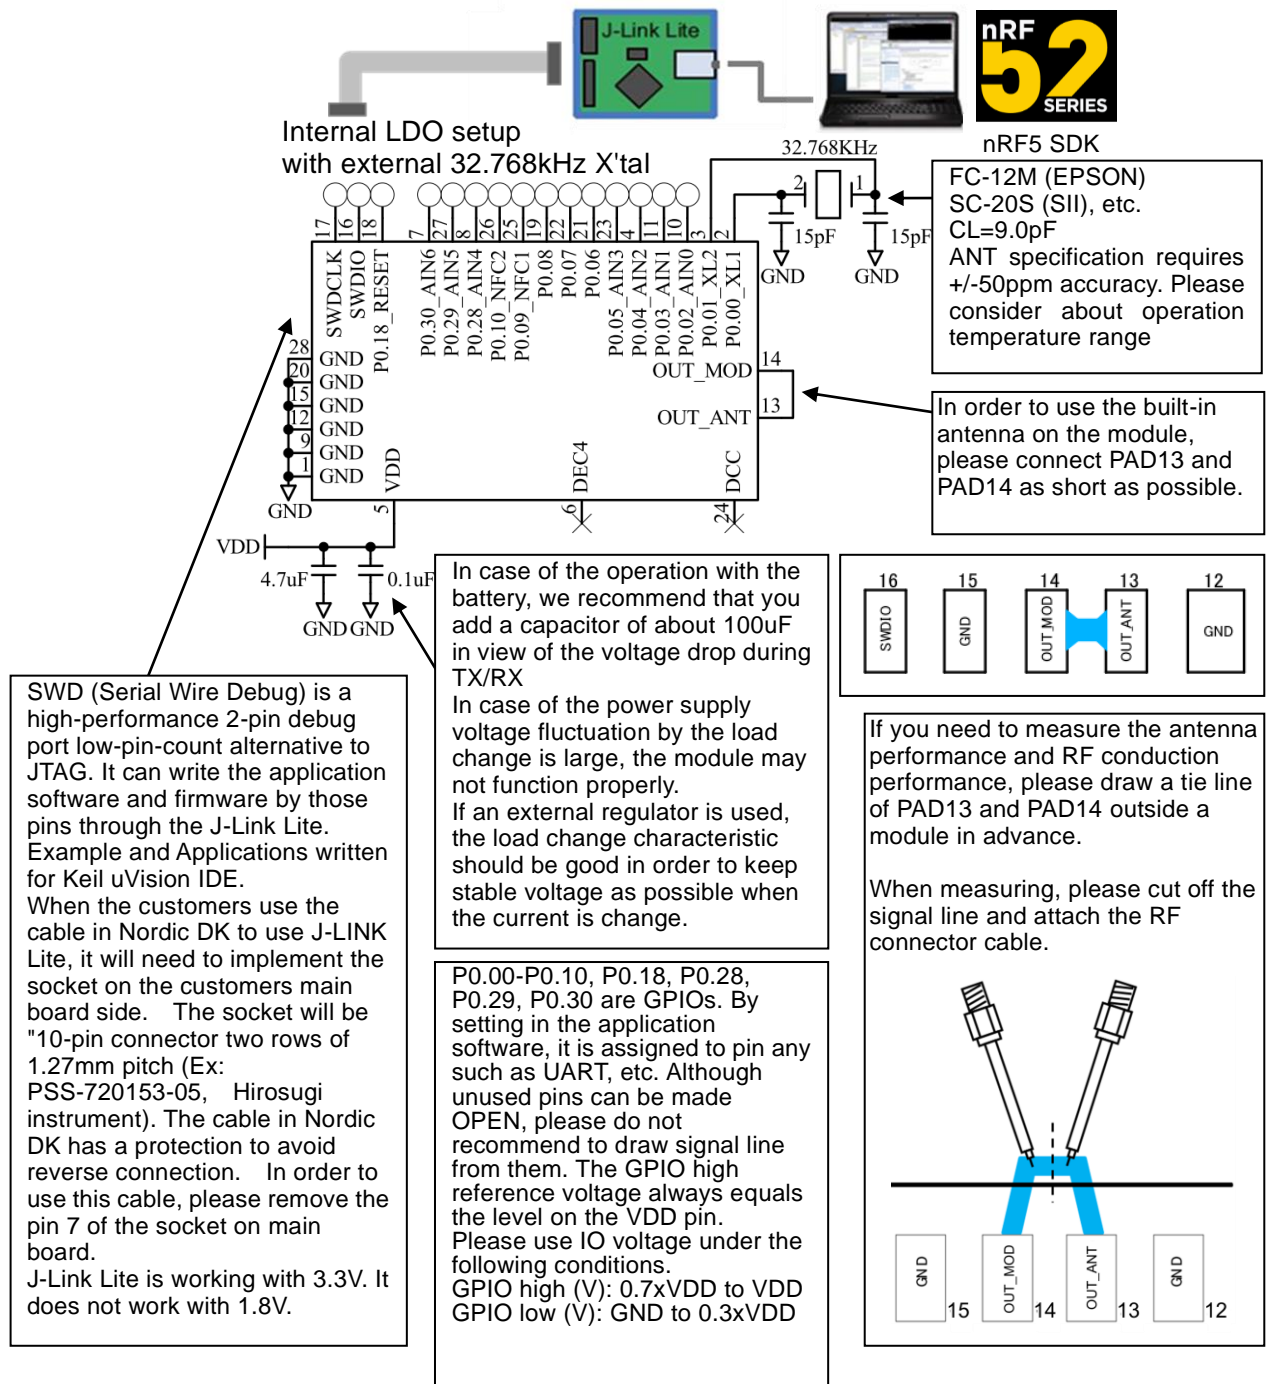 J-Link Lite
nRF
52
SERIES
nRF5 SDK
Internal LDO setup
with external 32.768kHz X'tal
32.768KHz
2
1
15pF
15pF
GND
GND
FC-12M (EPSON)
SC-20S (SII), etc.
CL=9.0pF
ANT specification requires
+/-50ppm accuracy. Please
consider about operation
temperature range
17
16
18
7
27
8
26
25
19
22
21
23
4
11
10
3
2
SWDCLK
SWDIO
P0.18_RESET
P0.30_AIN6
P0.29_AIN5
P0.28_AIN4
P0.10_NFC2
P0.09_NFC1
P0.08
P0.07
P0.06
P0.05_AIN3
P0.04_AIN2
P0.03_AIN1
P0.02_AIN0
P0.01_XL2
P0.00_XL1
28 GND
20 GND
15 GND
12 GND
9 GND
1 GND
GND
OUT_MOD 14
OUT_ANT 13
VDD
5
DEC4
6
DCC
24
VDD
4.7uF
0.1uF
GND
GND
In order to use the built-in
antenna on the module,
please connect PAD13 and
PAD14 as short as possible.
In case of the operation with the
battery, we recommend that you
add a capacitor of about 100uF
in view of the voltage drop during
TX/RX
In case of the power supply
voltage fluctuation by the load
change is large, the module may
not function properly.
If an external regulator is used,
the load change characteristic
should be good in order to keep
stable voltage as possible when
the current is change.
16
15
14
13
12
SWDIO
GND
OUT_MOD
OUT_ANT
GND
SWD (Serial Wire Debug) is a
high-performance 2-pin debug
port low-pin-count alternative to
JTAG. It can write the application
software and firmware by those
pins through the J-Link Lite.
Example and Applications written
for Keil uVision IDE.
When the customers use the
cable in Nordic DK to use J-LINK
Lite, it will need to implement the
socket on the customers main
board side. The socket will be
"10-pin connector two rows of
1.27mm pitch (Ex:
PSS-720153-05, Hirosugi
instrument). The cable in Nordic
DK has a protection to avoid
reverse connection. In order to
use this cable, please remove the
pin 7 of the socket on main
board.
J-Link Lite is working with 3.3V. It
does not work with 1.8V.
P0.00-P0.10, P0.18, P0.28,
P0.29, P0.30 are GPIOs. By
setting in the application
software, it is assigned to pin any
such as UART, etc. Although
unused pins can be made
OPEN, please do not
recommend to draw signal line
from them. The GPIO high
reference voltage always equals
the level on the VDD pin.
Please use IO voltage under the
following conditions.
GPIO high (V): 0.7xVDD to VDD
GPIO low (V): GND to 0.3xVDD
If you need to measure the antenna
performance and RF conduction
performance, please draw a tie line
of PAD13 and PAD14 outside a
module in advance.
When measuring, please cut off the
signal line and attach the RF
connector cable.
GND
15
OUT_MOD
14
OUT_ANT
13
GND
12